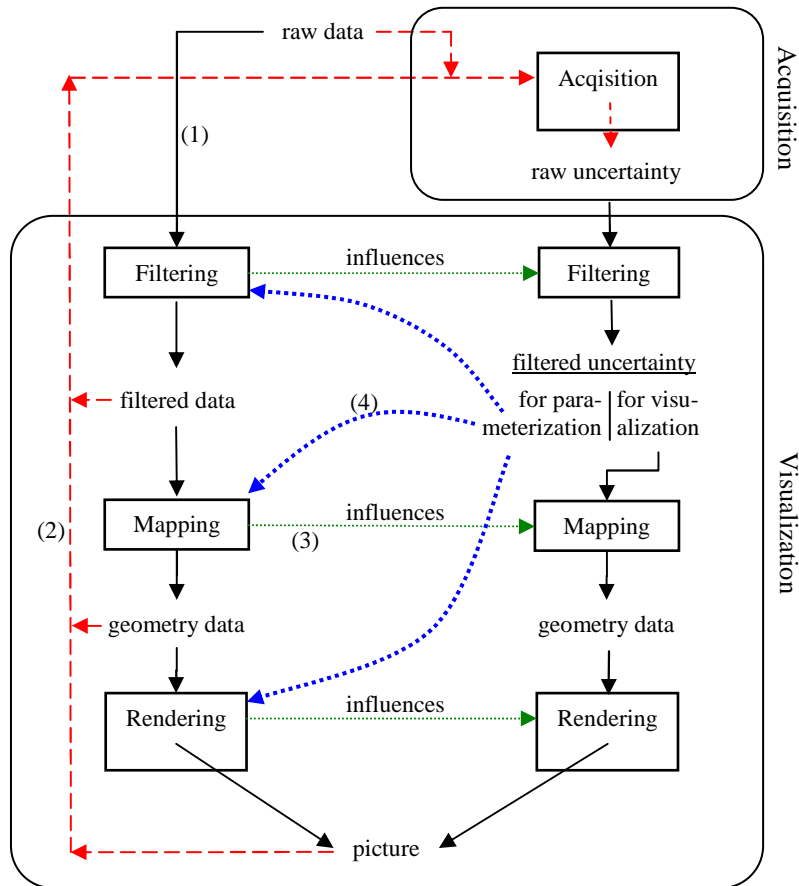 raw data
Acquisition
Acqisition
(1)
raw uncertainty
Filtering
influences
Filtering
filtered uncertainty
filtered data
(4)
for para-
meterization
for visu-
alization
Visualization
Mapping
influences
Mapping
(2)
(3)
geometry data
geometry data
Rendering
influences
Rendering
picture